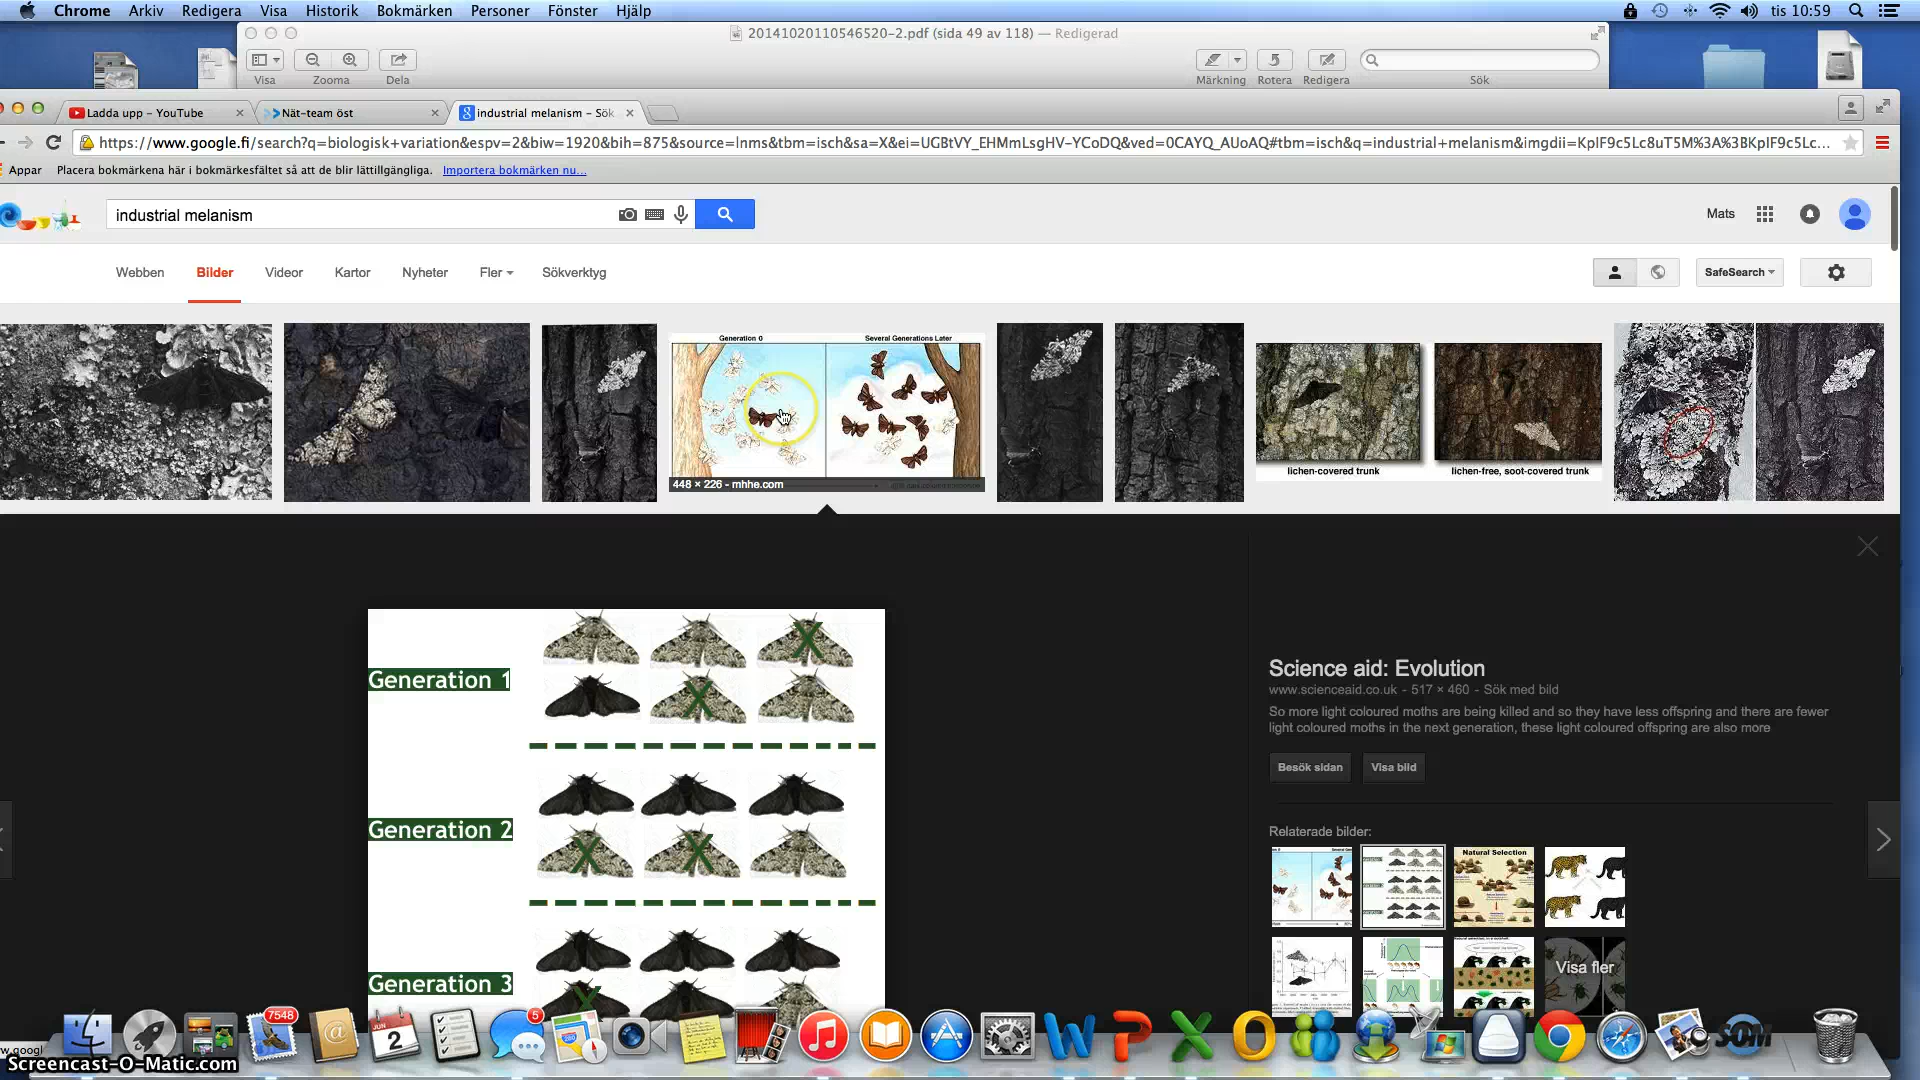 Chrome Arkiv Redigera Visa Historik Bokmärken Personer Fönster Hjälp tis 10:59
20141020110546520-2.pdf (sida 49 av 118) — Redigerad
Visa Zooma Dela Märkning Rotera Redigera Sök
Ladda upp - YouTube Nät-team öst industrial melanism - Sök
https://www.google.fi/search?q=biologisk+variation&espv=2&biw=1920&bih=875&source=lnms&tbm=isch&sa=X&ei=UGBtVY_EHMmLsgHV-YCoDQ&ved=0CAYQ_AUoAQ#tbm=isch&q=industrial+melanism&imgdii=KpIF9c5Lc8uT5M%3A%3BKpIF9c5Lc...
Appar Placera bokmärkena här i bokmärkesfältet så att de blir lättillgängliga. Importera bokmärken nu...
industrial melanism
Mats
Webben Bilder Videor Kartor Nyheter Fler Sökverktyg
SafeSearch
Generation 0 Several Generations Later
448 × 226 - mhhe.com
lichen-covered trunk lichen-free, soot-covered trunk
Generation 1
Generation 2
Generation 3
Science aid: Evolution
www.scienceaid.co.uk - 517 × 460 - Sök med bild
So more light coloured moths are being killed and so they have less offspring and there are fewer
light coloured moths in the next generation, these light coloured offspring are also more
Besök sidan Visa bild
Relaterade bilder:
Natural Selection
Visa fler
7548
JUN
2
5
w.googl
Screencast-O-Matic.com
SOM